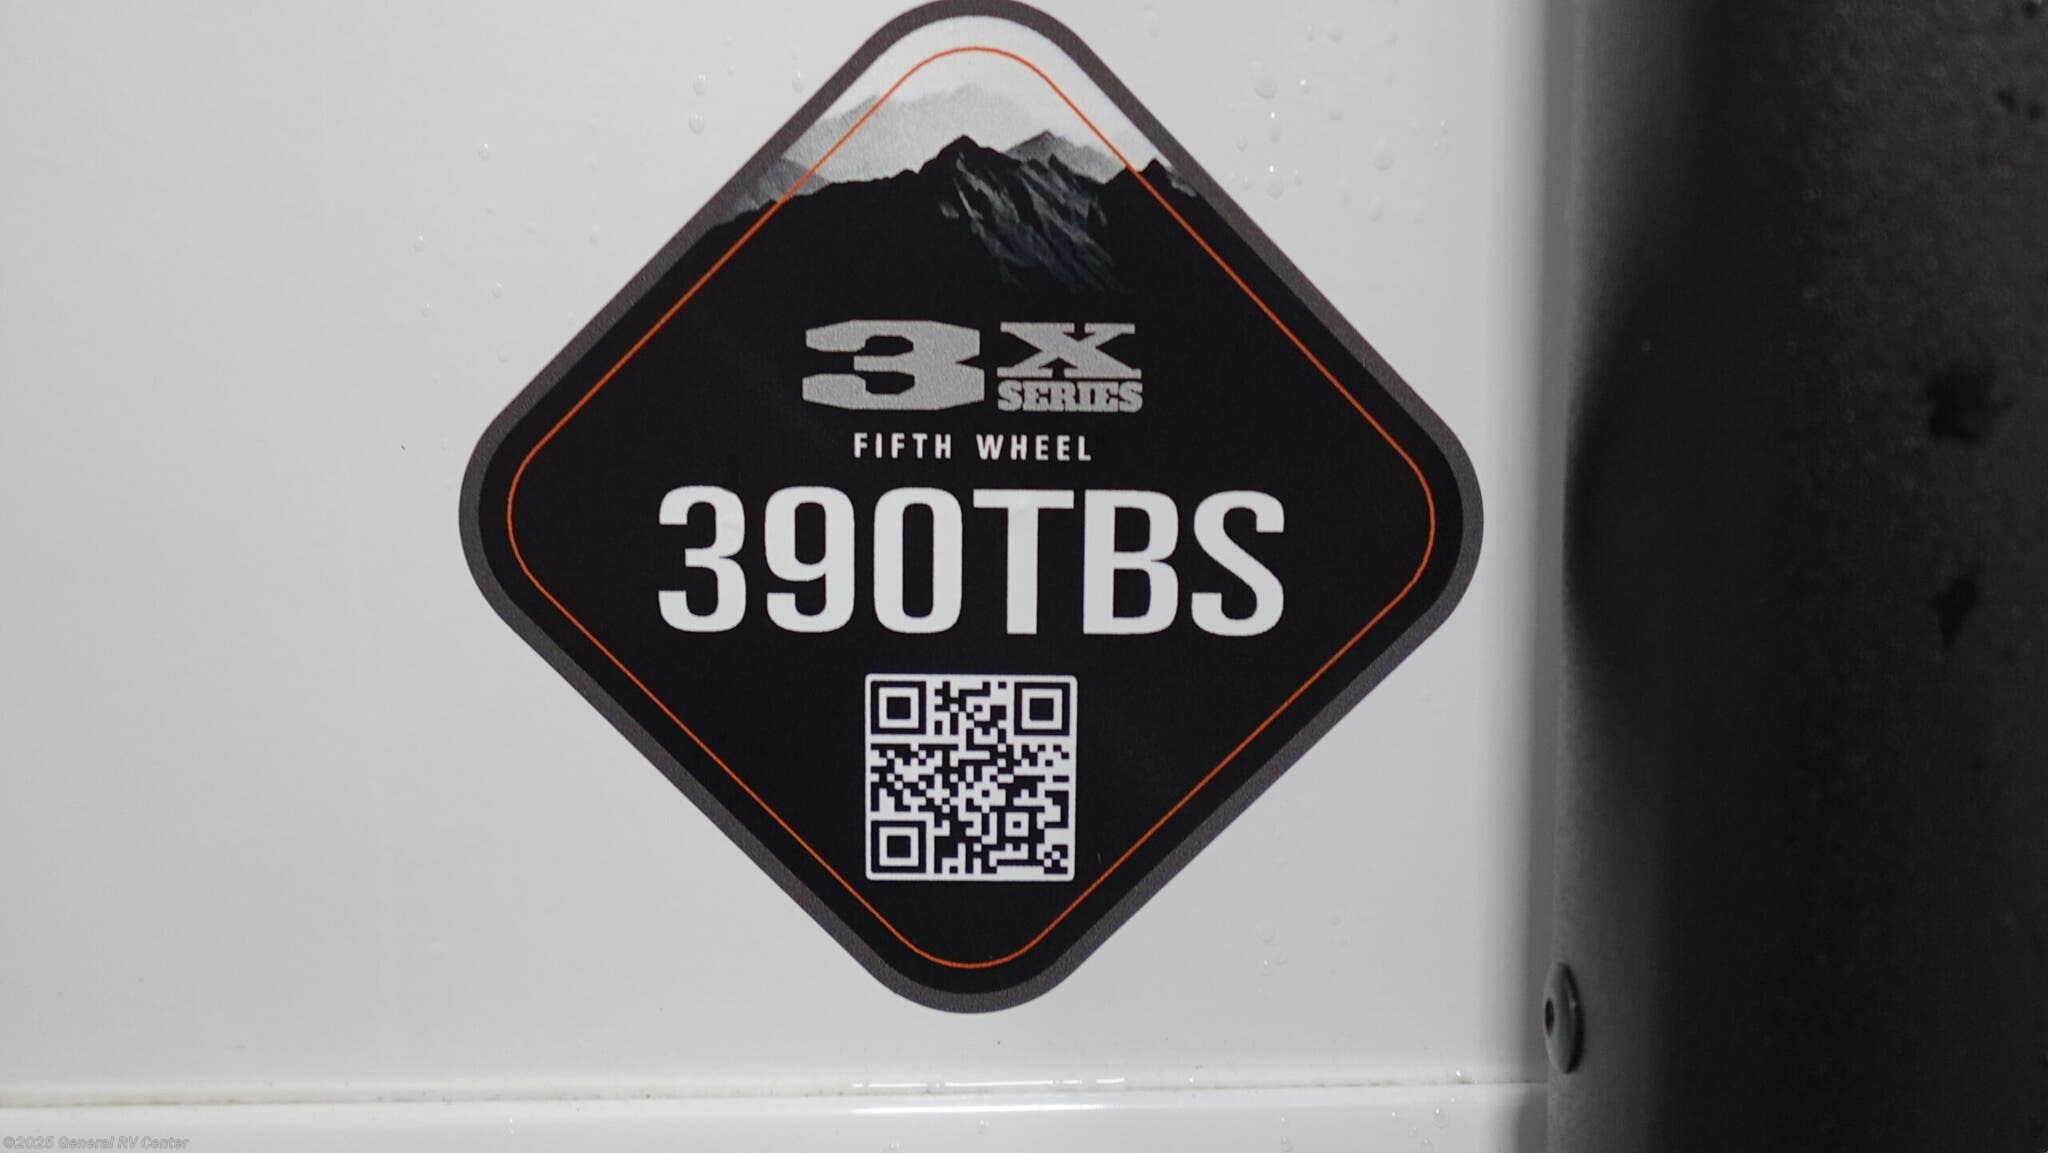 3X
SERIES
FIFTH WHEEL
390TBS
©2025 General RV Center